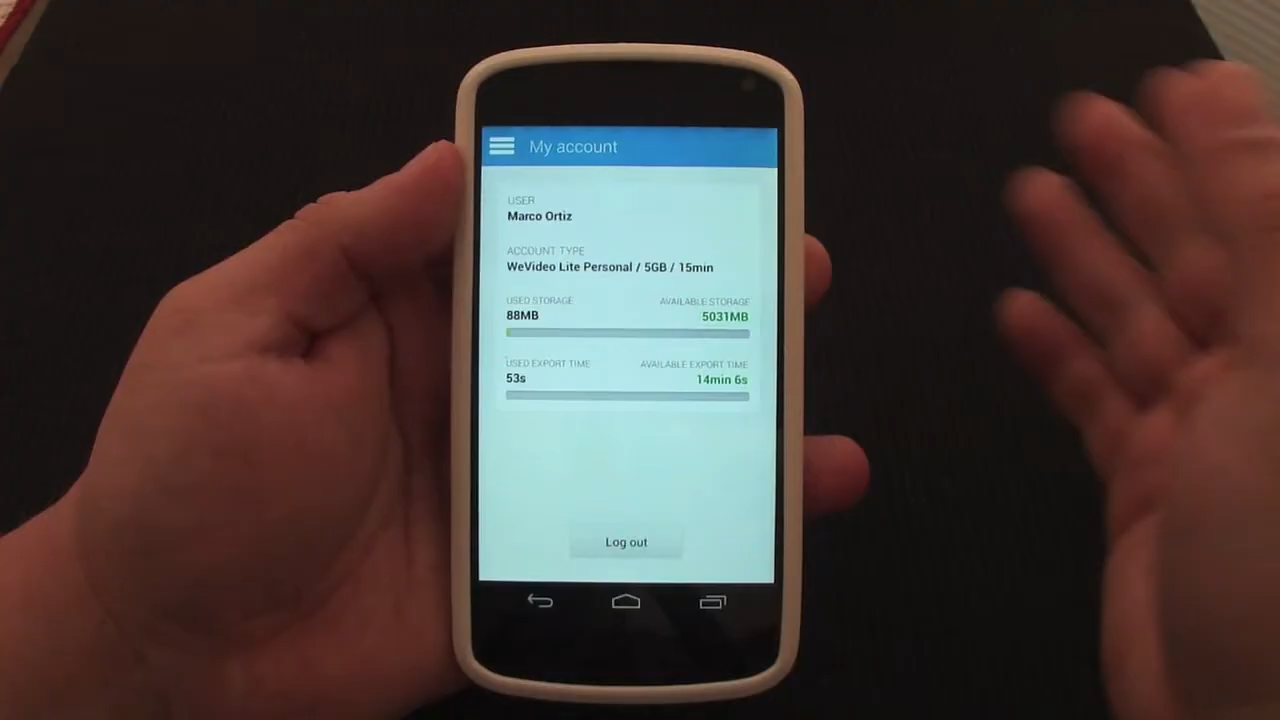 My account
USER
Marco Ortiz
ACCOUNT TYPE
WeVideo Lite Personal / 5GB / 15min
USED STORAGE AVAILABLE STORAGE
88MB 5031MB
USED EXPORT TIME AVAILABLE EXPORT TIME
53s 14min 6s
Log out